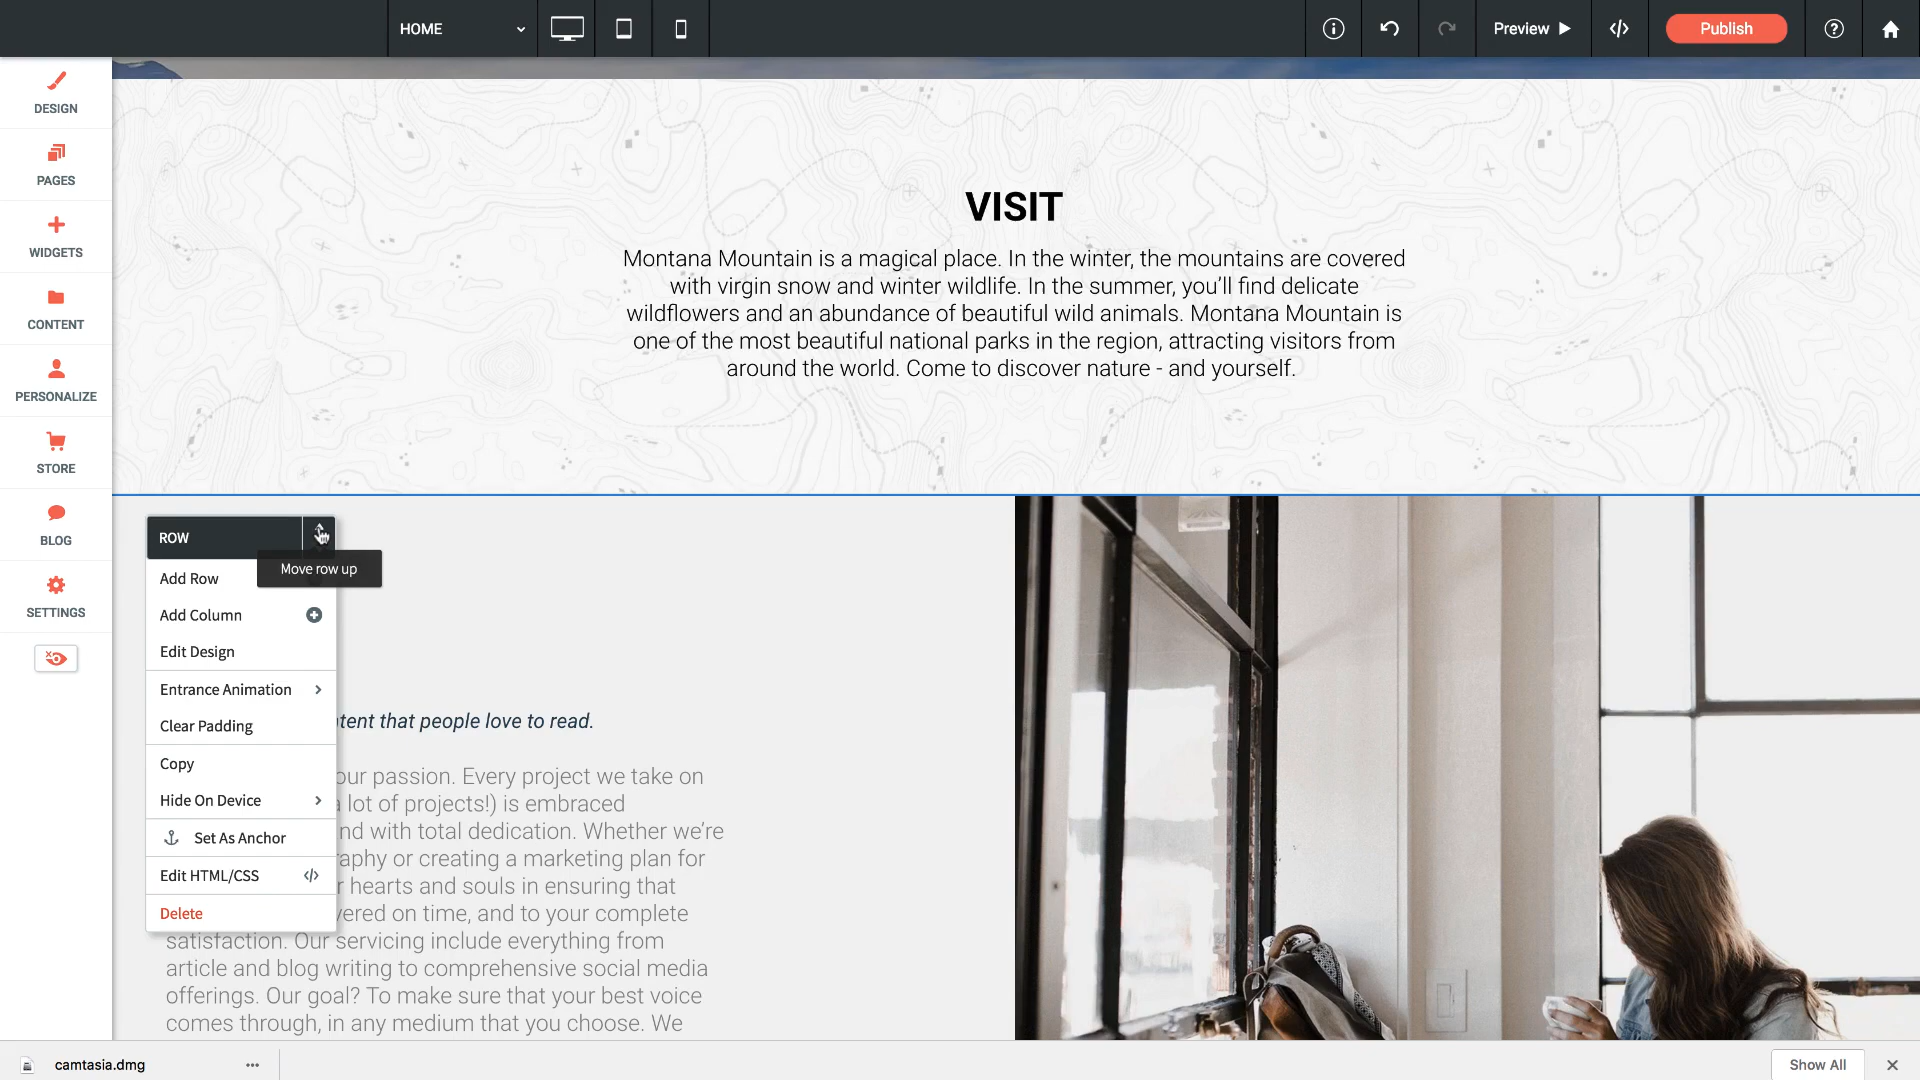 HOME
Preview
Publish
DESIGN
PAGES
WIDGETS
CONTENT
PERSONALIZE
STORE
BLOG
SETTINGS
VISIT
Montana Mountain is a magical place. In the winter, the mountains are covered
with virgin snow and winter wildlife. In the summer, you'll find delicate
wildflowers and an abundance of beautiful wild animals. Montana Mountain is
one of the most beautiful national parks in the region, attracting visitors from
around the world. Come to discover nature - and yourself.
ROW
Move row up
Add Row
Add Column
Edit Design
Entrance Animation
Clear Padding
Copy
Hide On Device
Set As Anchor
Edit HTML/CSS
Delete
that people love to read.
our passion. Every project we take on
lot of projects!) is embraced
with total dedication. Whether we're
or creating a marketing plan for
hearts and souls in ensuring that
on time, and to your complete
satisfaction. Our servicing include everything from
article and blog writing to comprehensive social media
offerings. Our goal? To make sure that your best voice
comes through, in any medium that you choose. We
camtasia.dmg
Show All